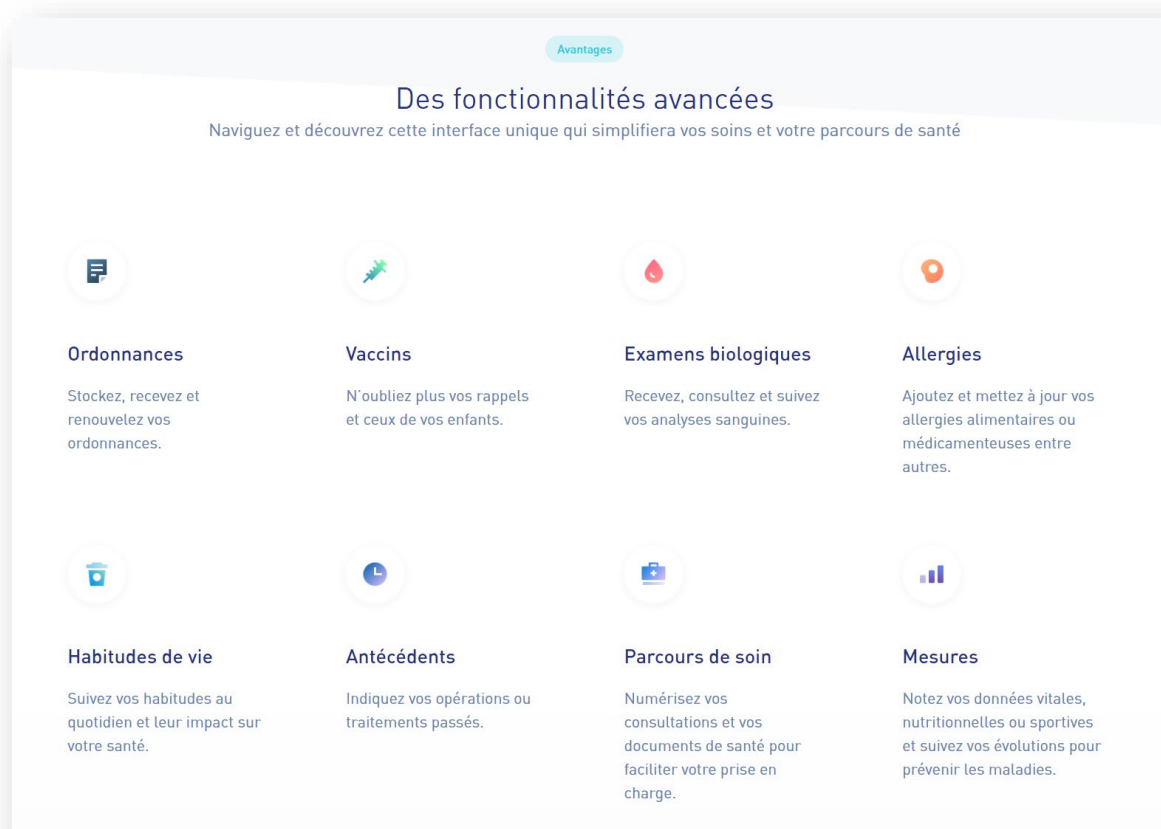 Avantages
Des fonctionnalités avancées
Naviguez et découvrez cette interface unique qui simplifiera vos soins et votre parcours de santé
Ordonnances
Stockez, recevez et
renouvelez vos
ordonnances.
Vaccins
N'oubliez plus vos rappels
et ceux de vos enfants.
Examens biologiques
Recevez, consultez et suivez
vos analyses sanguines.
Allergies
Ajoutez et mettez à jour vos
allergies alimentaires ou
médicamenteuses entre
autres.
Habitudes de vie
Suivez vos habitudes au
quotidien et leur impact sur
votre santé.
Antécédents
Indiquez vos opérations ou
traitements passés.
Parcours de soin
Numérisez vos
consultations et vos
documents de santé pour
faciliter votre prise en
charge.
Mesures
Notez vos données vitales,
nutritionnelles ou sportives
et suivez vos évolutions pour
prévenir les maladies.